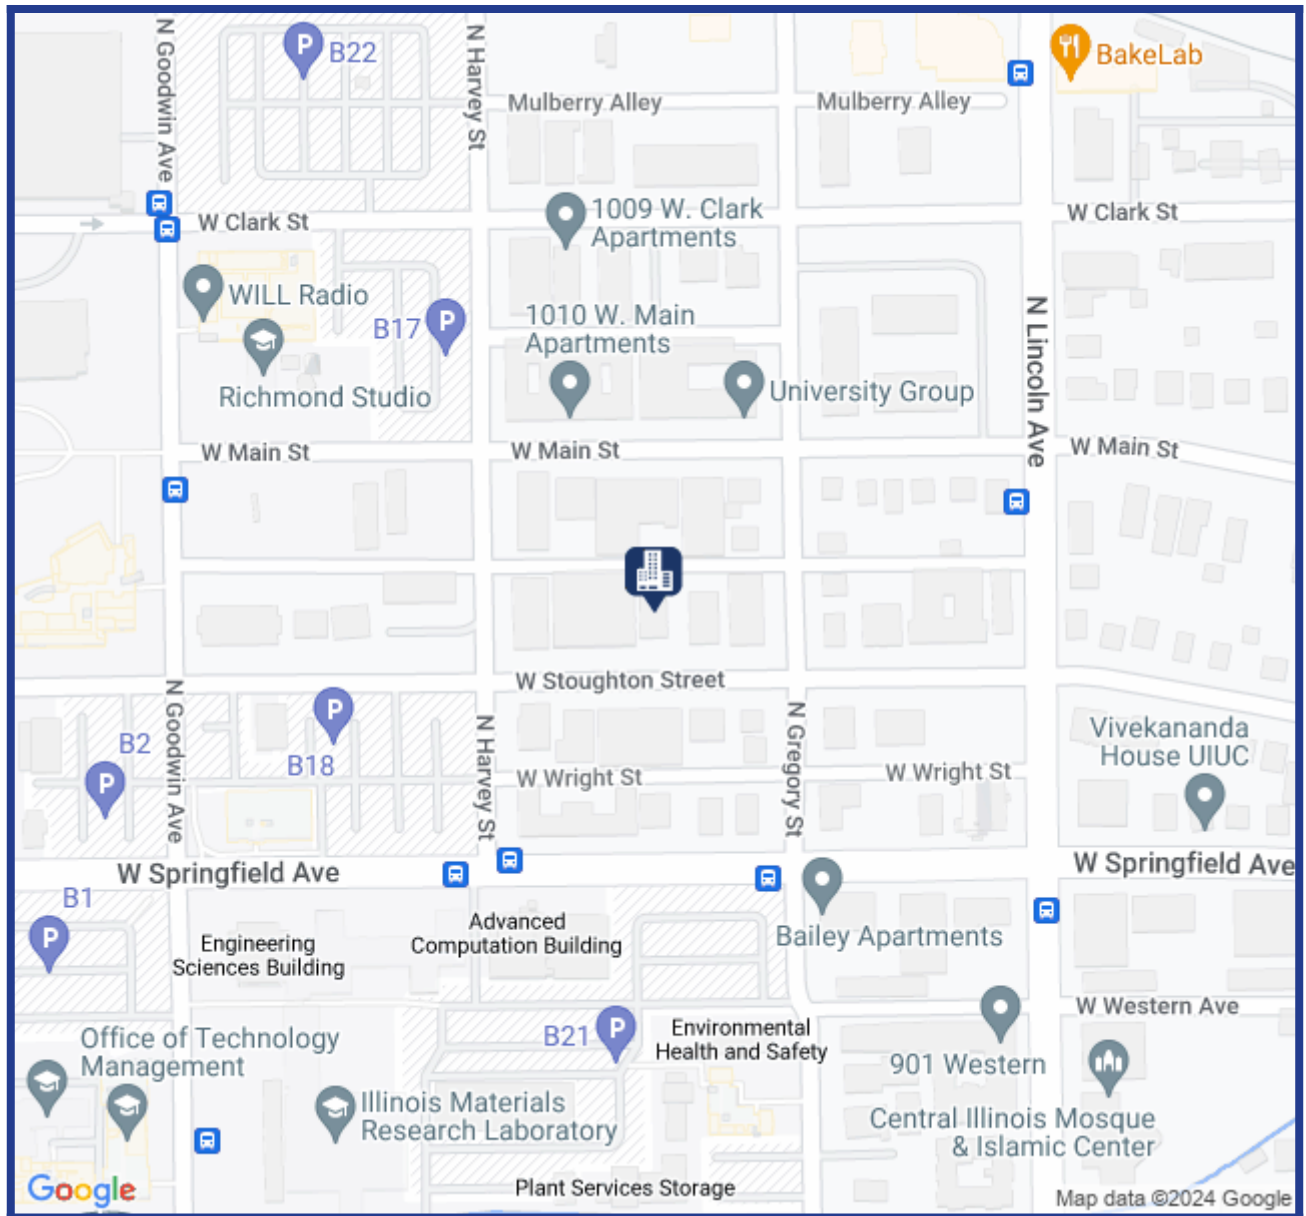 N Goodwin Ave
P
B22
N Harvey St
BakeLab
Mulberry Alley
Mulberry Alley
W Clark St
1009 W. Clark
Apartments
W Clark St
WILL Radio
B17
P
1010 W. Main
Apartments
N Lincoln Ave
Richmond Studio
University Group
W Main St
W Main St
W Main St
W Stoughton Street
N Goodwin Ave
P
B18
B2
P
N Harvey St
N Gregory St
W Wright St
W Wright St
Vivekananda
House UIUC
W Springfield Ave
W Springfield Ave
B1
P
Engineering
Sciences Building
Advanced
Computation Building
Bailey Apartments
W Western Ave
Office of Technology
Management
B21
P
Environmental
Health and Safety
901 Western
Illinois Materials
Research Laboratory
Central Illinois Mosque
& Islamic Center
Google
Plant Services Storage
Map data ©2024 Google